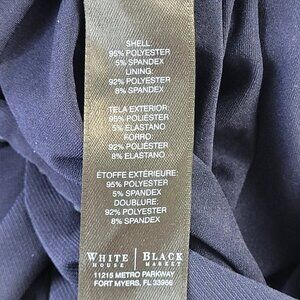 SHELL:
95% POLYESTER
5% SPANDEX
LINING:
92% POLYESTER
8% SPANDEX
TELA EXTERIOR:
95% POLIÉSTER
5% ELASTANO
FORRO:
92% POLIÉSTER
8% ELASTANO
ÉTOFFE EXTÉRIEURE:
95% POLYESTER
5% SPANDEX
DOUBLURE:
92% POLYESTER
8% SPANDEX
WHITE | BLACK
HOUSE | MARKET
11215 METRO PARKWAY
FORT MYERS, FL 33966